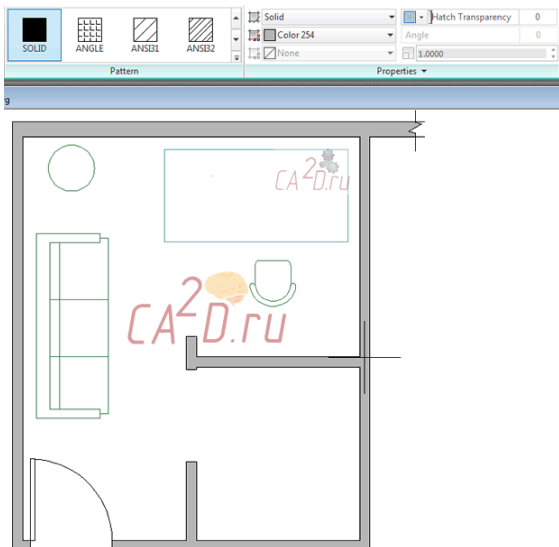 Solid
Hatch Transparency 0
Color 254
Angle 0
None
1.0000
SOLID ANGLE ANSI31 ANSI32
Pattern Properties
g
CA2D.ru
CA2D.ru